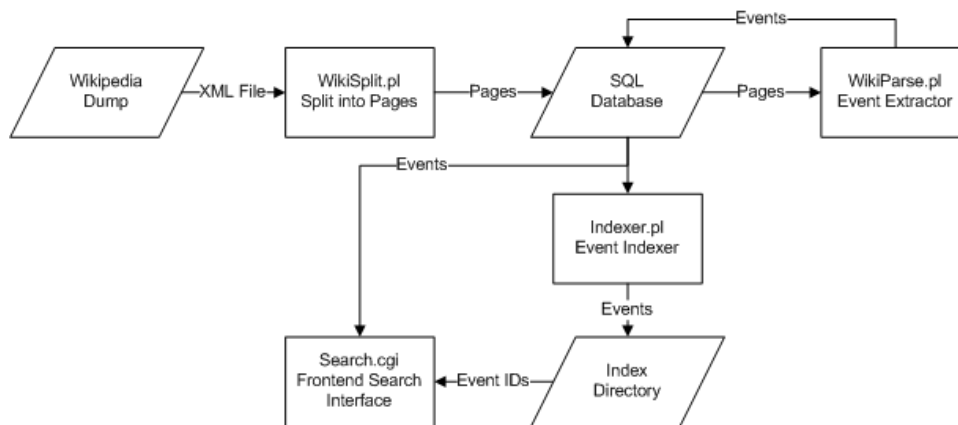 Events
Wikipedia
Dump
XML File
WikiSplit.pl
Split into Pages
Pages
SQL
Database
Pages
WikiParse.pl
Event Extractor
Events
Indexer.pl
Event Indexer
Events
Search.cgi
Frontend Search
Interface
Event IDs
Index
Directory